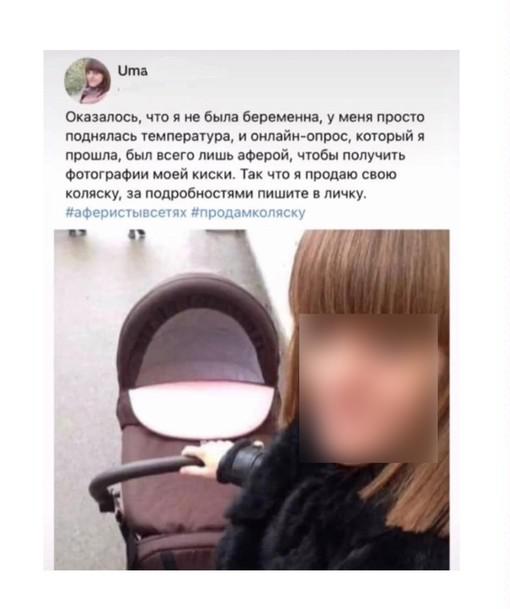 Uma
Оказалось, что я не была беременна, у меня просто
поднялась температура, и онлайн-опрос, который я
прошла, был всего лишь аферой, чтобы получить
фотографии моей киски. Так что я продаю свою
коляску, за подробностями пишите в личку.
#аферистывсетях #продамколяску